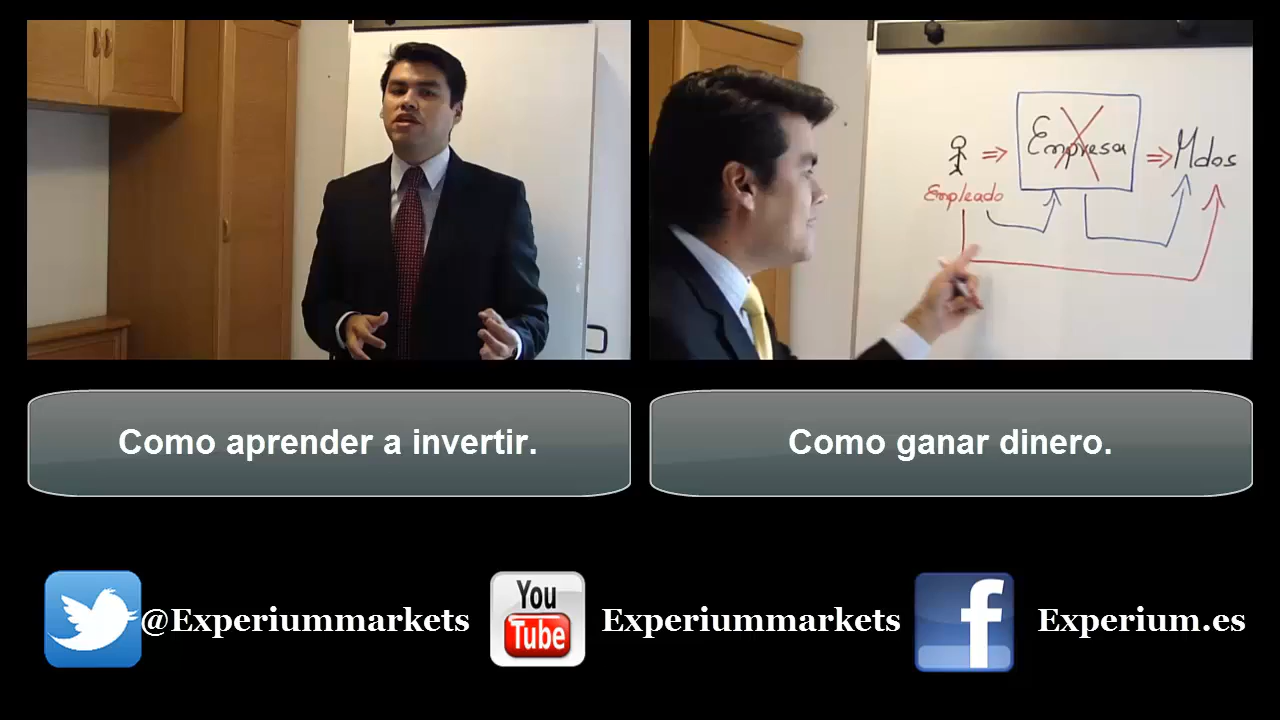 Empresa
Mdos
Empleado
Como aprender a invertir.
Como ganar dinero.
@Experiummarkets
You
Tube
Experiummarkets
f
Experium.es